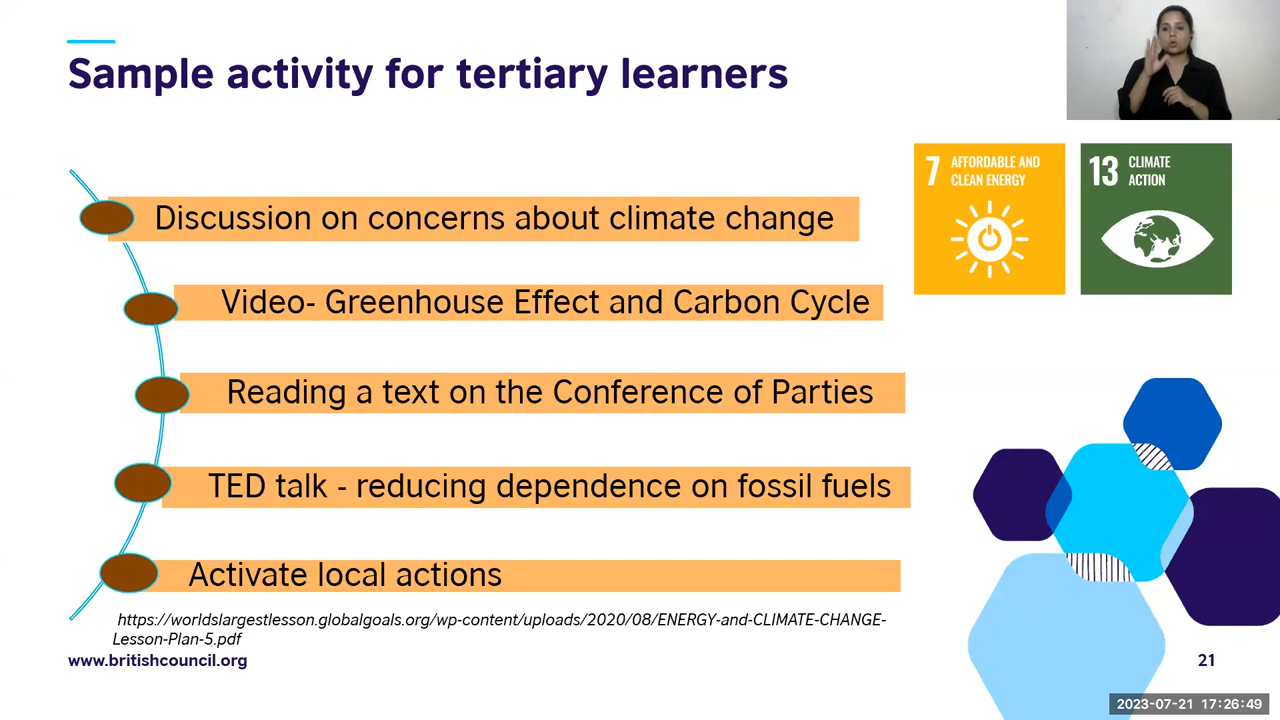 Sample activity for tertiary learners
7 AFFORDABLE AND
CLEAN ENERGY
13 CLIMATE
ACTION
Discussion on concerns about climate change
Video- Greenhouse Effect and Carbon Cycle
Reading a text on the Conference of Parties
TED talk - reducing dependence on fossil fuels
Activate local actions
https://worldslargestlesson.globalgoals.org/wp-content/uploads/2020/08/ENERGY-and-CLIMATE-CHANGE-
Lesson-Plan-5.pdf
www.britishcouncil.org
21
2023-07-21 17:26:49